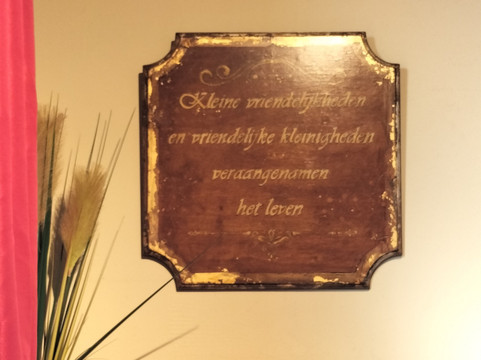 Kleine vriendelijkheden
en vriendelijke kleinigheden
veraangenamen
het leven